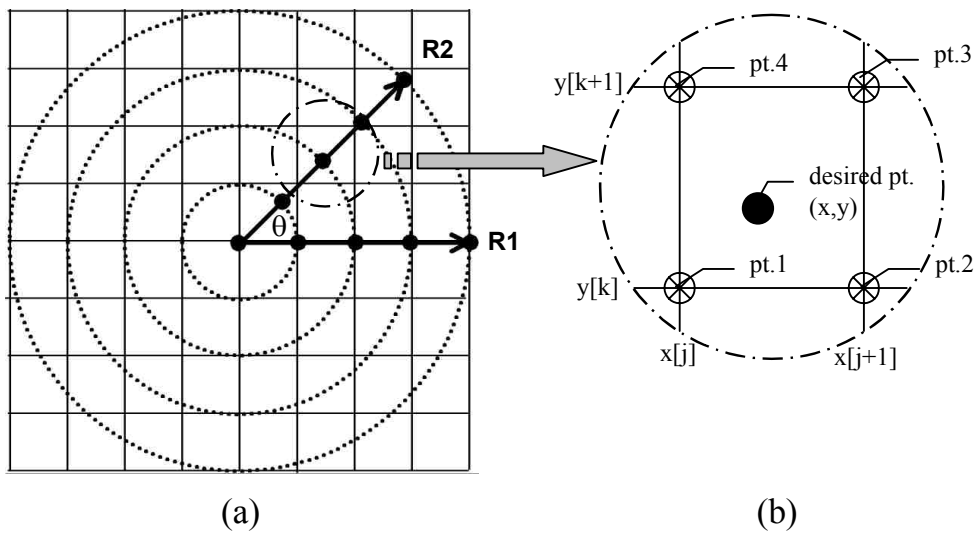 R2
θ
R1
(a)
y[k+1]
pt.4
pt.3
desired pt.
(x,y)
y[k]
pt.1
pt.2
x[j]
x[j+1]
(b)